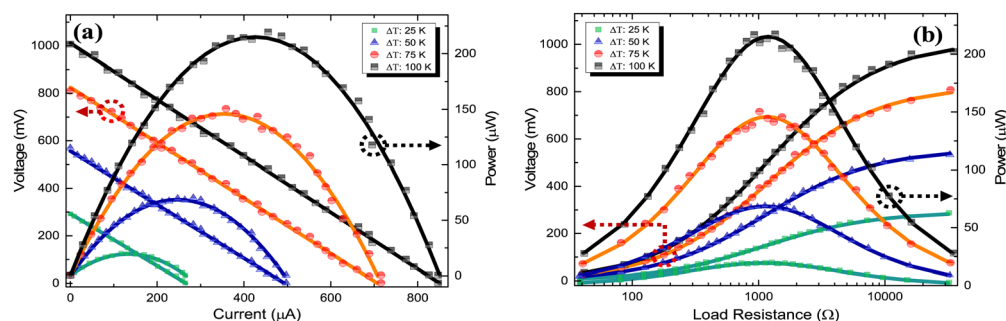 (a)
ΔT: 25 K
ΔT: 50 K
ΔT: 75 K
ΔT: 100 K
Voltage (mV)
1000
800
600
400
200
0
Power (μW)
200
150
100
50
0
0
200
400
600
800
Current (μA)
(b)
ΔT: 25 K
ΔT: 50 K
ΔT: 75 K
ΔT: 100 K
Voltage (mV)
1000
800
600
400
200
0
Power (μW)
200
150
100
50
0
100
1000
10000
Load Resistance (Ω)